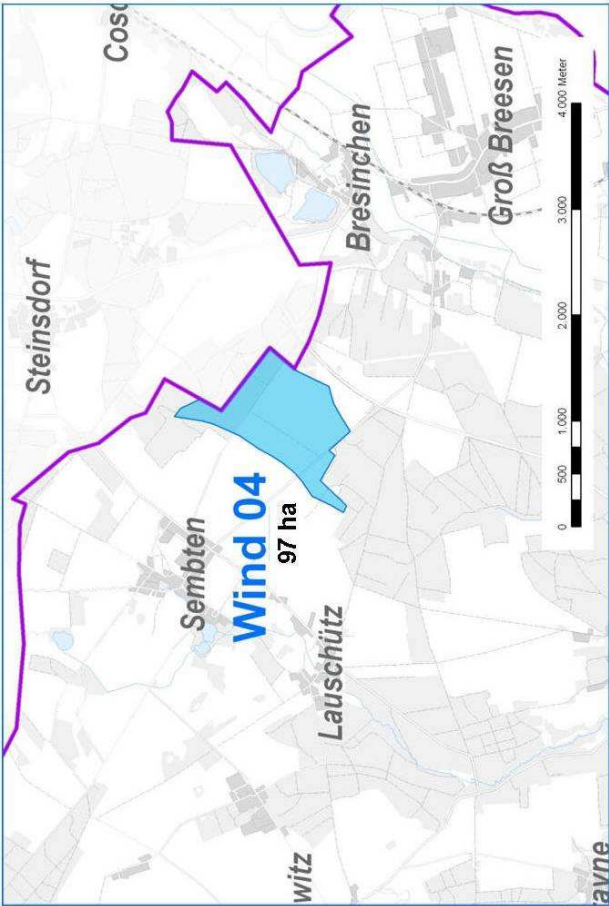 Steinsdorf
Sembten
Wind 04
97 ha
witz
Lauschütz
Bresinchen
Groß Breesen
0 500 1.000 2.000 3.000 4.000 Meter